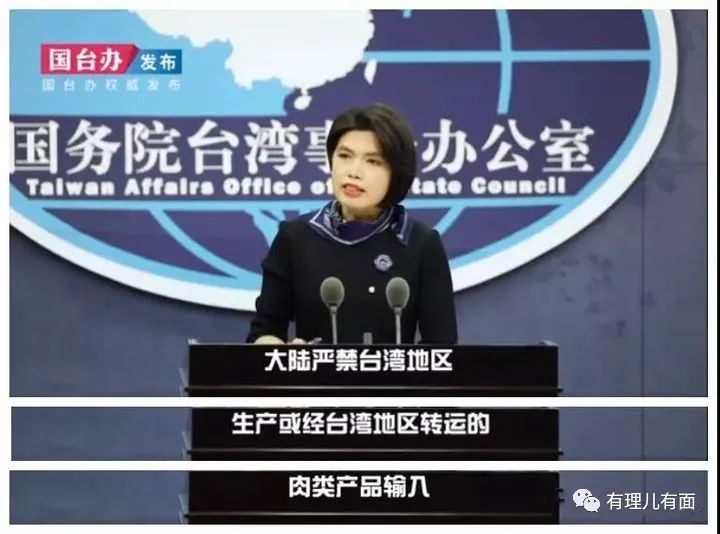 国台办 发布
国台办权威发布
国务院台湾事 办公室
Taiwan Affairs Office of State Council
大陆严禁台湾地区
生产或经台湾地区转运的
肉类产品输入
有理儿有面